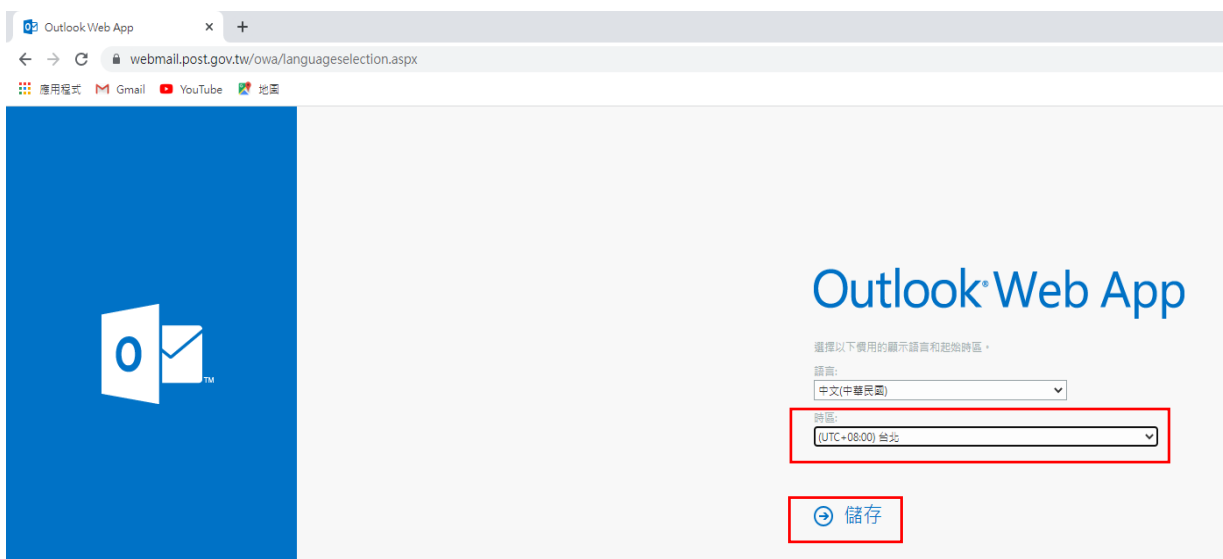 Outlook Web App
webmail.post.gov.tw/owa/languageselection.aspx
應用程式 Gmail YouTube 地圖
Outlook Web App
選擇以下慣用的顯示語言和起始時區。
語言:
中文(中華民國)
O
TM
時區:
(UTC+08:00) 台北
儲存